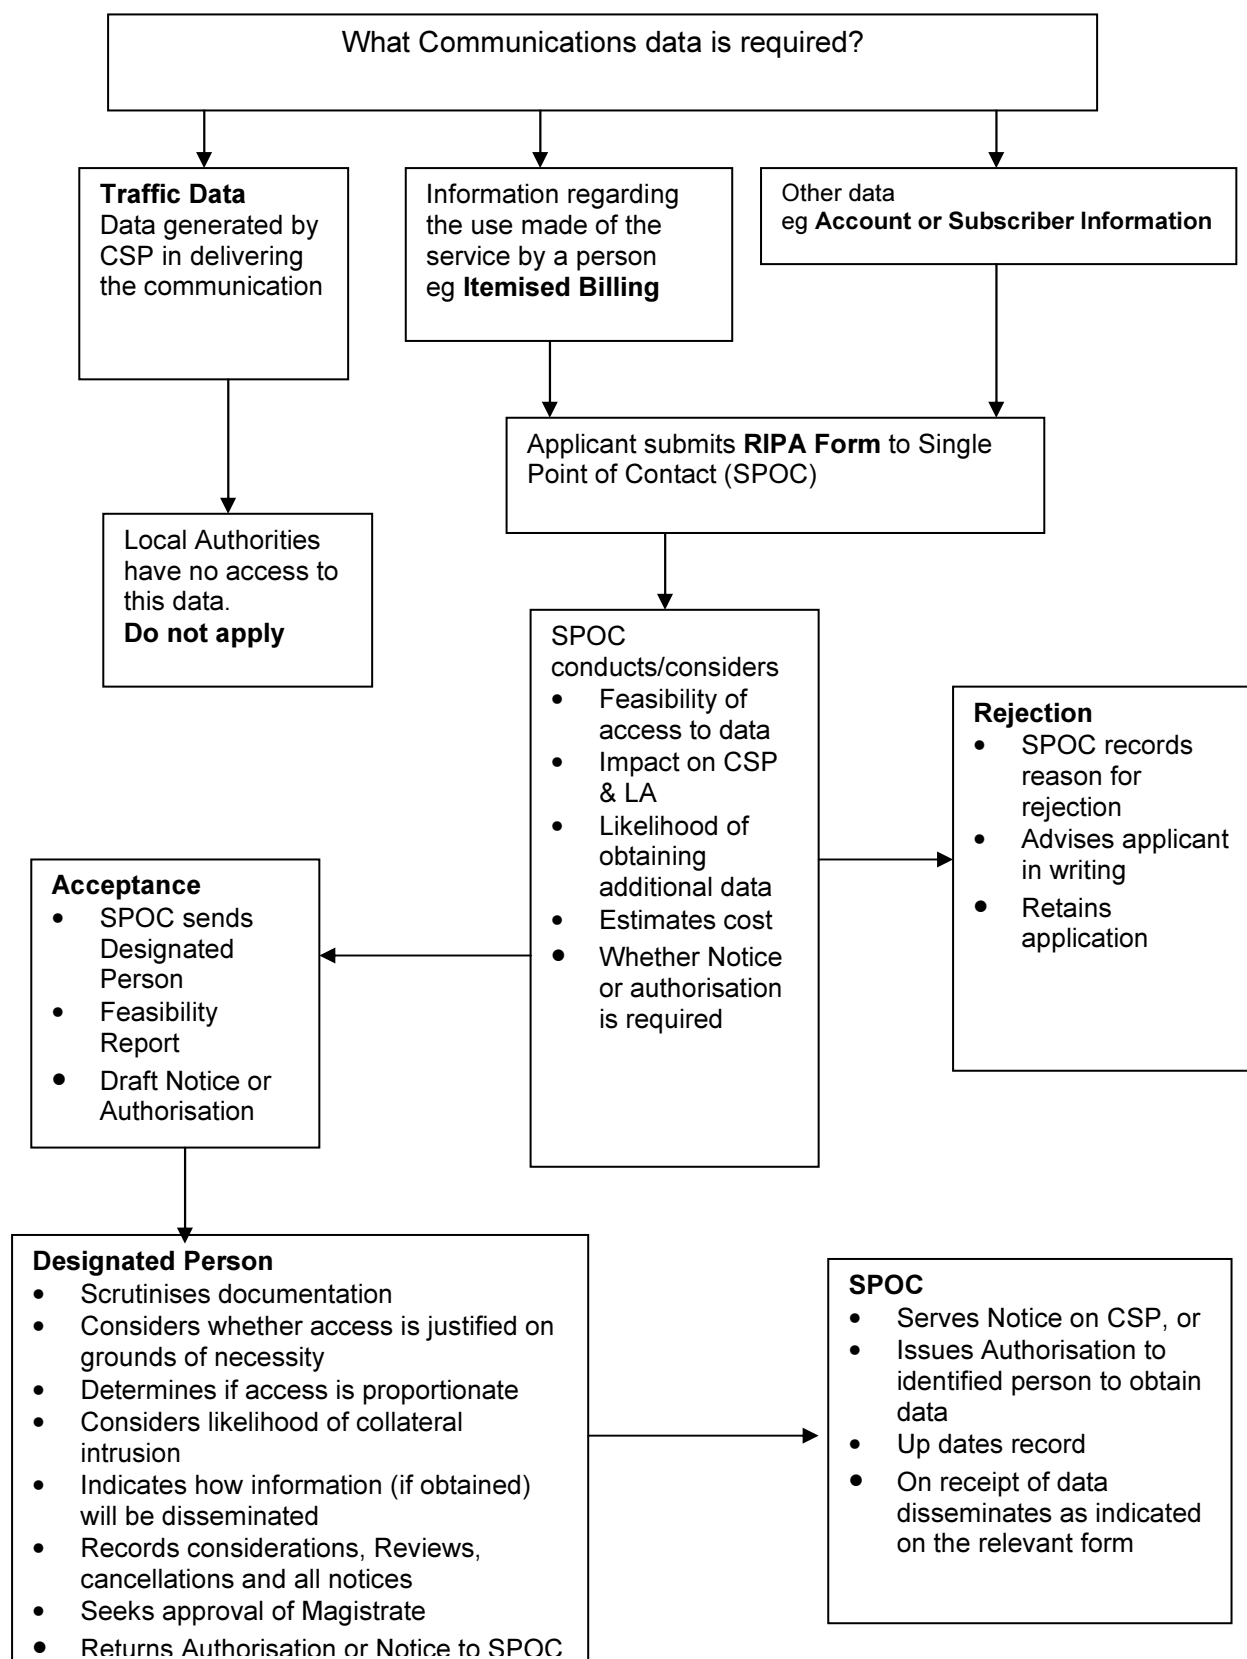 What Communications data is required?
Traffic Data
Data generated by
CSP in delivering
the communication
Information regarding
the use made of the
service by a person
eg Itemised Billing
Other data
eg Account or Subscriber Information
Applicant submits RIPA Form to Single
Point of Contact (SPOC)
Local Authorities
have no access to
this data.
Do not apply
SPOC
conducts/considers
• Feasibility of
access to data
• Impact on CSP
& LA
• Likelihood of
obtaining
additional data
• Estimates cost
• Whether Notice
or authorisation
is required
Rejection
• SPOC records
reason for
rejection
• Advises applicant
in writing
• Retains
application
Acceptance
• SPOC sends
Designated
Person
• Feasibility
Report
• Draft Notice or
Authorisation
Designated Person
• Scrutinises documentation
• Considers whether access is justified on
grounds of necessity
• Determines if access is proportionate
• Considers likelihood of collateral
intrusion
• Indicates how information (if obtained)
will be disseminated
• Records considerations, Reviews,
cancellations and all notices
• Seeks approval of Magistrate
• Returns Authorisation or Notice to SPOC
SPOC
• Serves Notice on CSP, or
• Issues Authorisation to
identified person to obtain
data
• Up dates record
• On receipt of data
disseminates as indicated
on the relevant form